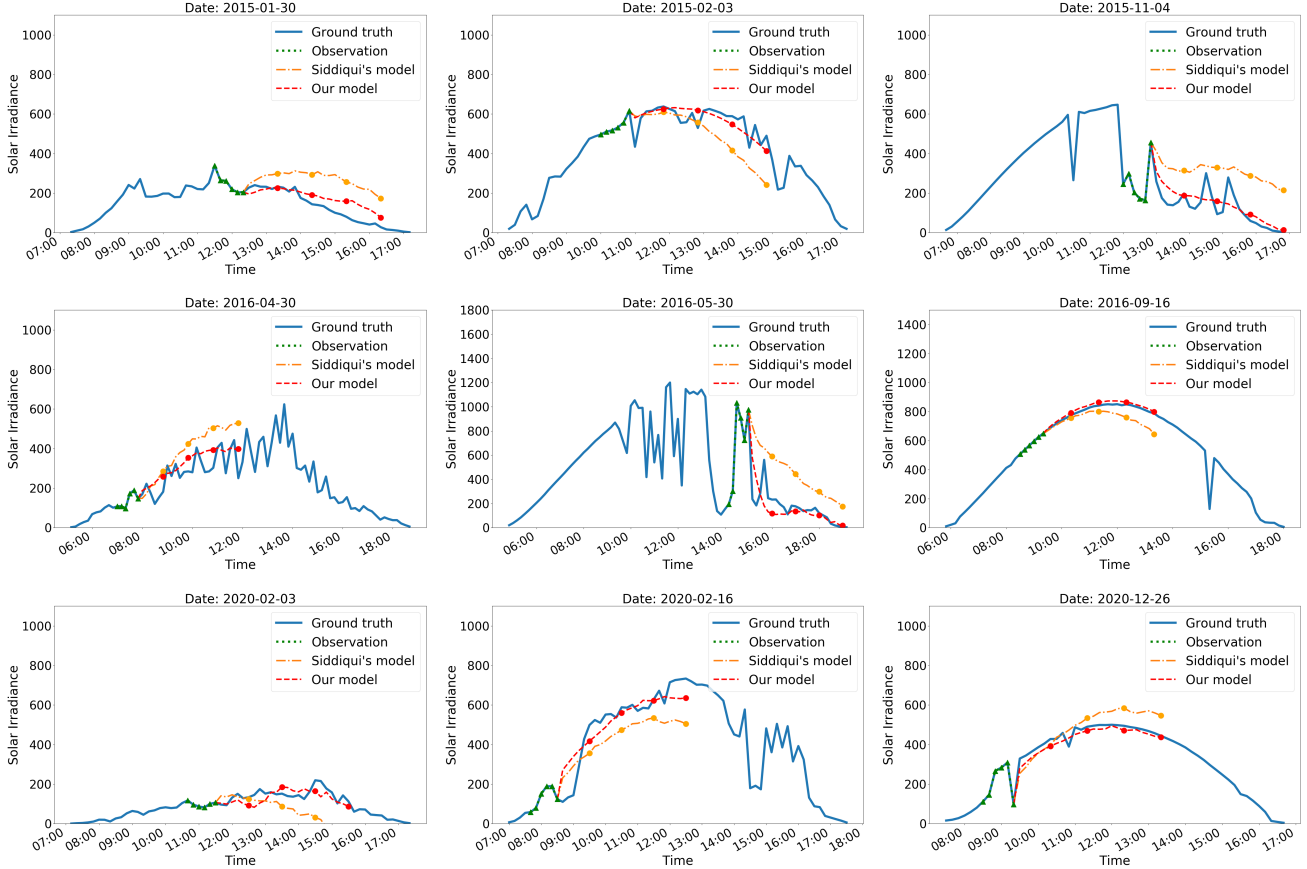 Date: 2015-01-30
Solar Irradiance
1000
800
600
400
200
0
Ground truth
Observation
Siddiqui's model
Our model
07:00 08:00 09:00 10:00 11:00 12:00 13:00 14:00 15:00 16:00 17:00
Time
Date: 2015-02-03
Solar Irradiance
1000
800
600
400
200
0
Ground truth
Observation
Siddiqui's model
Our model
07:00 08:00 09:00 10:00 11:00 12:00 13:00 14:00 15:00 16:00 17:00
Time
Date: 2015-11-04
Solar Irradiance
1000
800
600
400
200
0
Ground truth
Observation
Siddiqui's model
Our model
07:00 08:00 09:00 10:00 11:00 12:00 13:00 14:00 15:00 16:00 17:00
Time
Date: 2016-04-30
Solar Irradiance
1000
800
600
400
200
0
Ground truth
Observation
Siddiqui's model
Our model
06:00 08:00 10:00 12:00 14:00 16:00 18:00
Time
Date: 2016-05-30
Solar Irradiance
1800
1600
1400
1200
1000
800
600
400
200
0
Ground truth
Observation
Siddiqui's model
Our model
06:00 08:00 10:00 12:00 14:00 16:00 18:00
Time
Date: 2016-09-16
Solar Irradiance
1400
1200
1000
800
600
400
200
0
Ground truth
Observation
Siddiqui's model
Our model
06:00 08:00 10:00 12:00 14:00 16:00 18:00
Time
Date: 2020-02-03
Solar Irradiance
1000
800
600
400
200
0
Ground truth
Observation
Siddiqui's model
Our model
07:00 08:00 09:00 10:00 11:00 12:00 13:00 14:00 15:00 16:00 17:00
Time
Date: 2020-02-16
Solar Irradiance
1000
800
600
400
200
0
Ground truth
Observation
Siddiqui's model
Our model
07:00 08:00 09:00 10:00 11:00 12:00 13:00 14:00 15:00 16:00 17:00 18:00
Time
Date: 2020-12-26
Solar Irradiance
1000
800
600
400
200
0
Ground truth
Observation
Siddiqui's model
Our model
08:00 09:00 10:00 11:00 12:00 13:00 14:00 15:00 16:00 17:00
Time